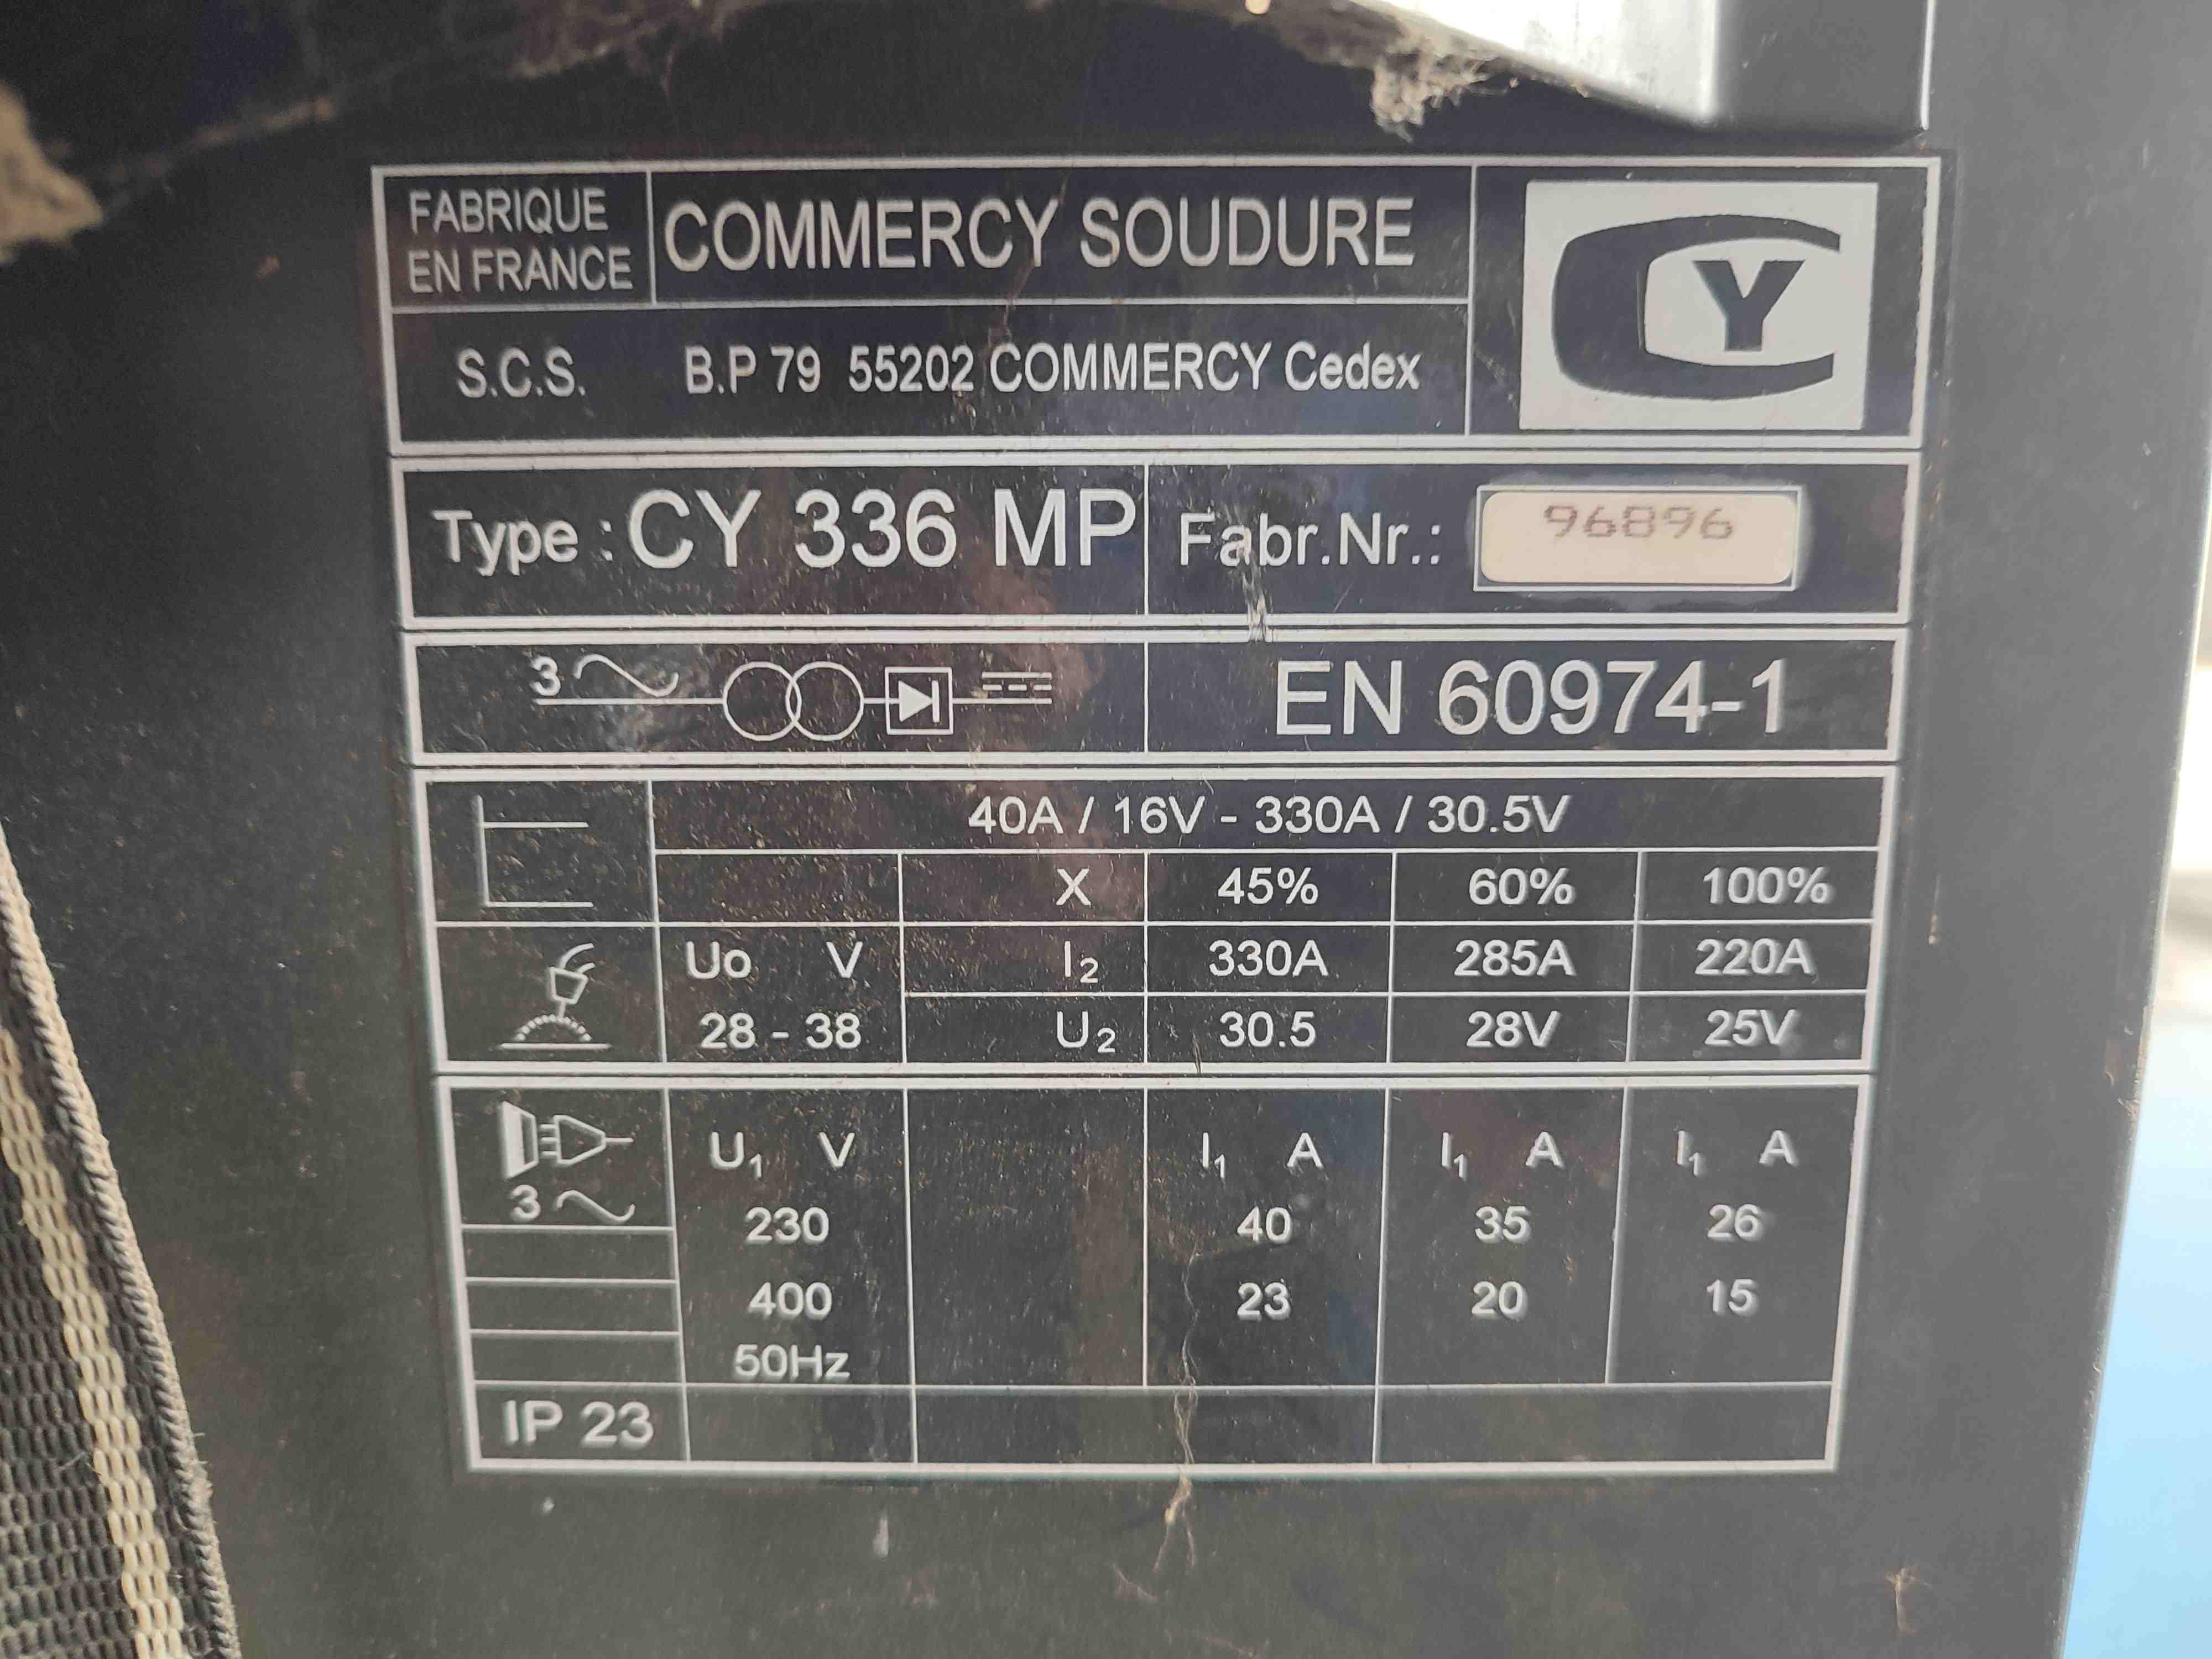 FABRIQUE
EN FRANCE
COMMERCY SOUDURE
CY
S.C.S. B.P 79 55202 COMMERCY Cedex
Type : CY 336 MP Fabr.Nr.: 96896
3 EN 60974-1
40A / 16V - 330A / 30.5V
X 45% 60% 100%
Uo V I2 330A 285A 220A
28 - 38 U2 30.5 28V 25V
U1 V I1 A I1 A I1 A
3 230 40 35 26
400 23 20 15
50Hz
IP 23